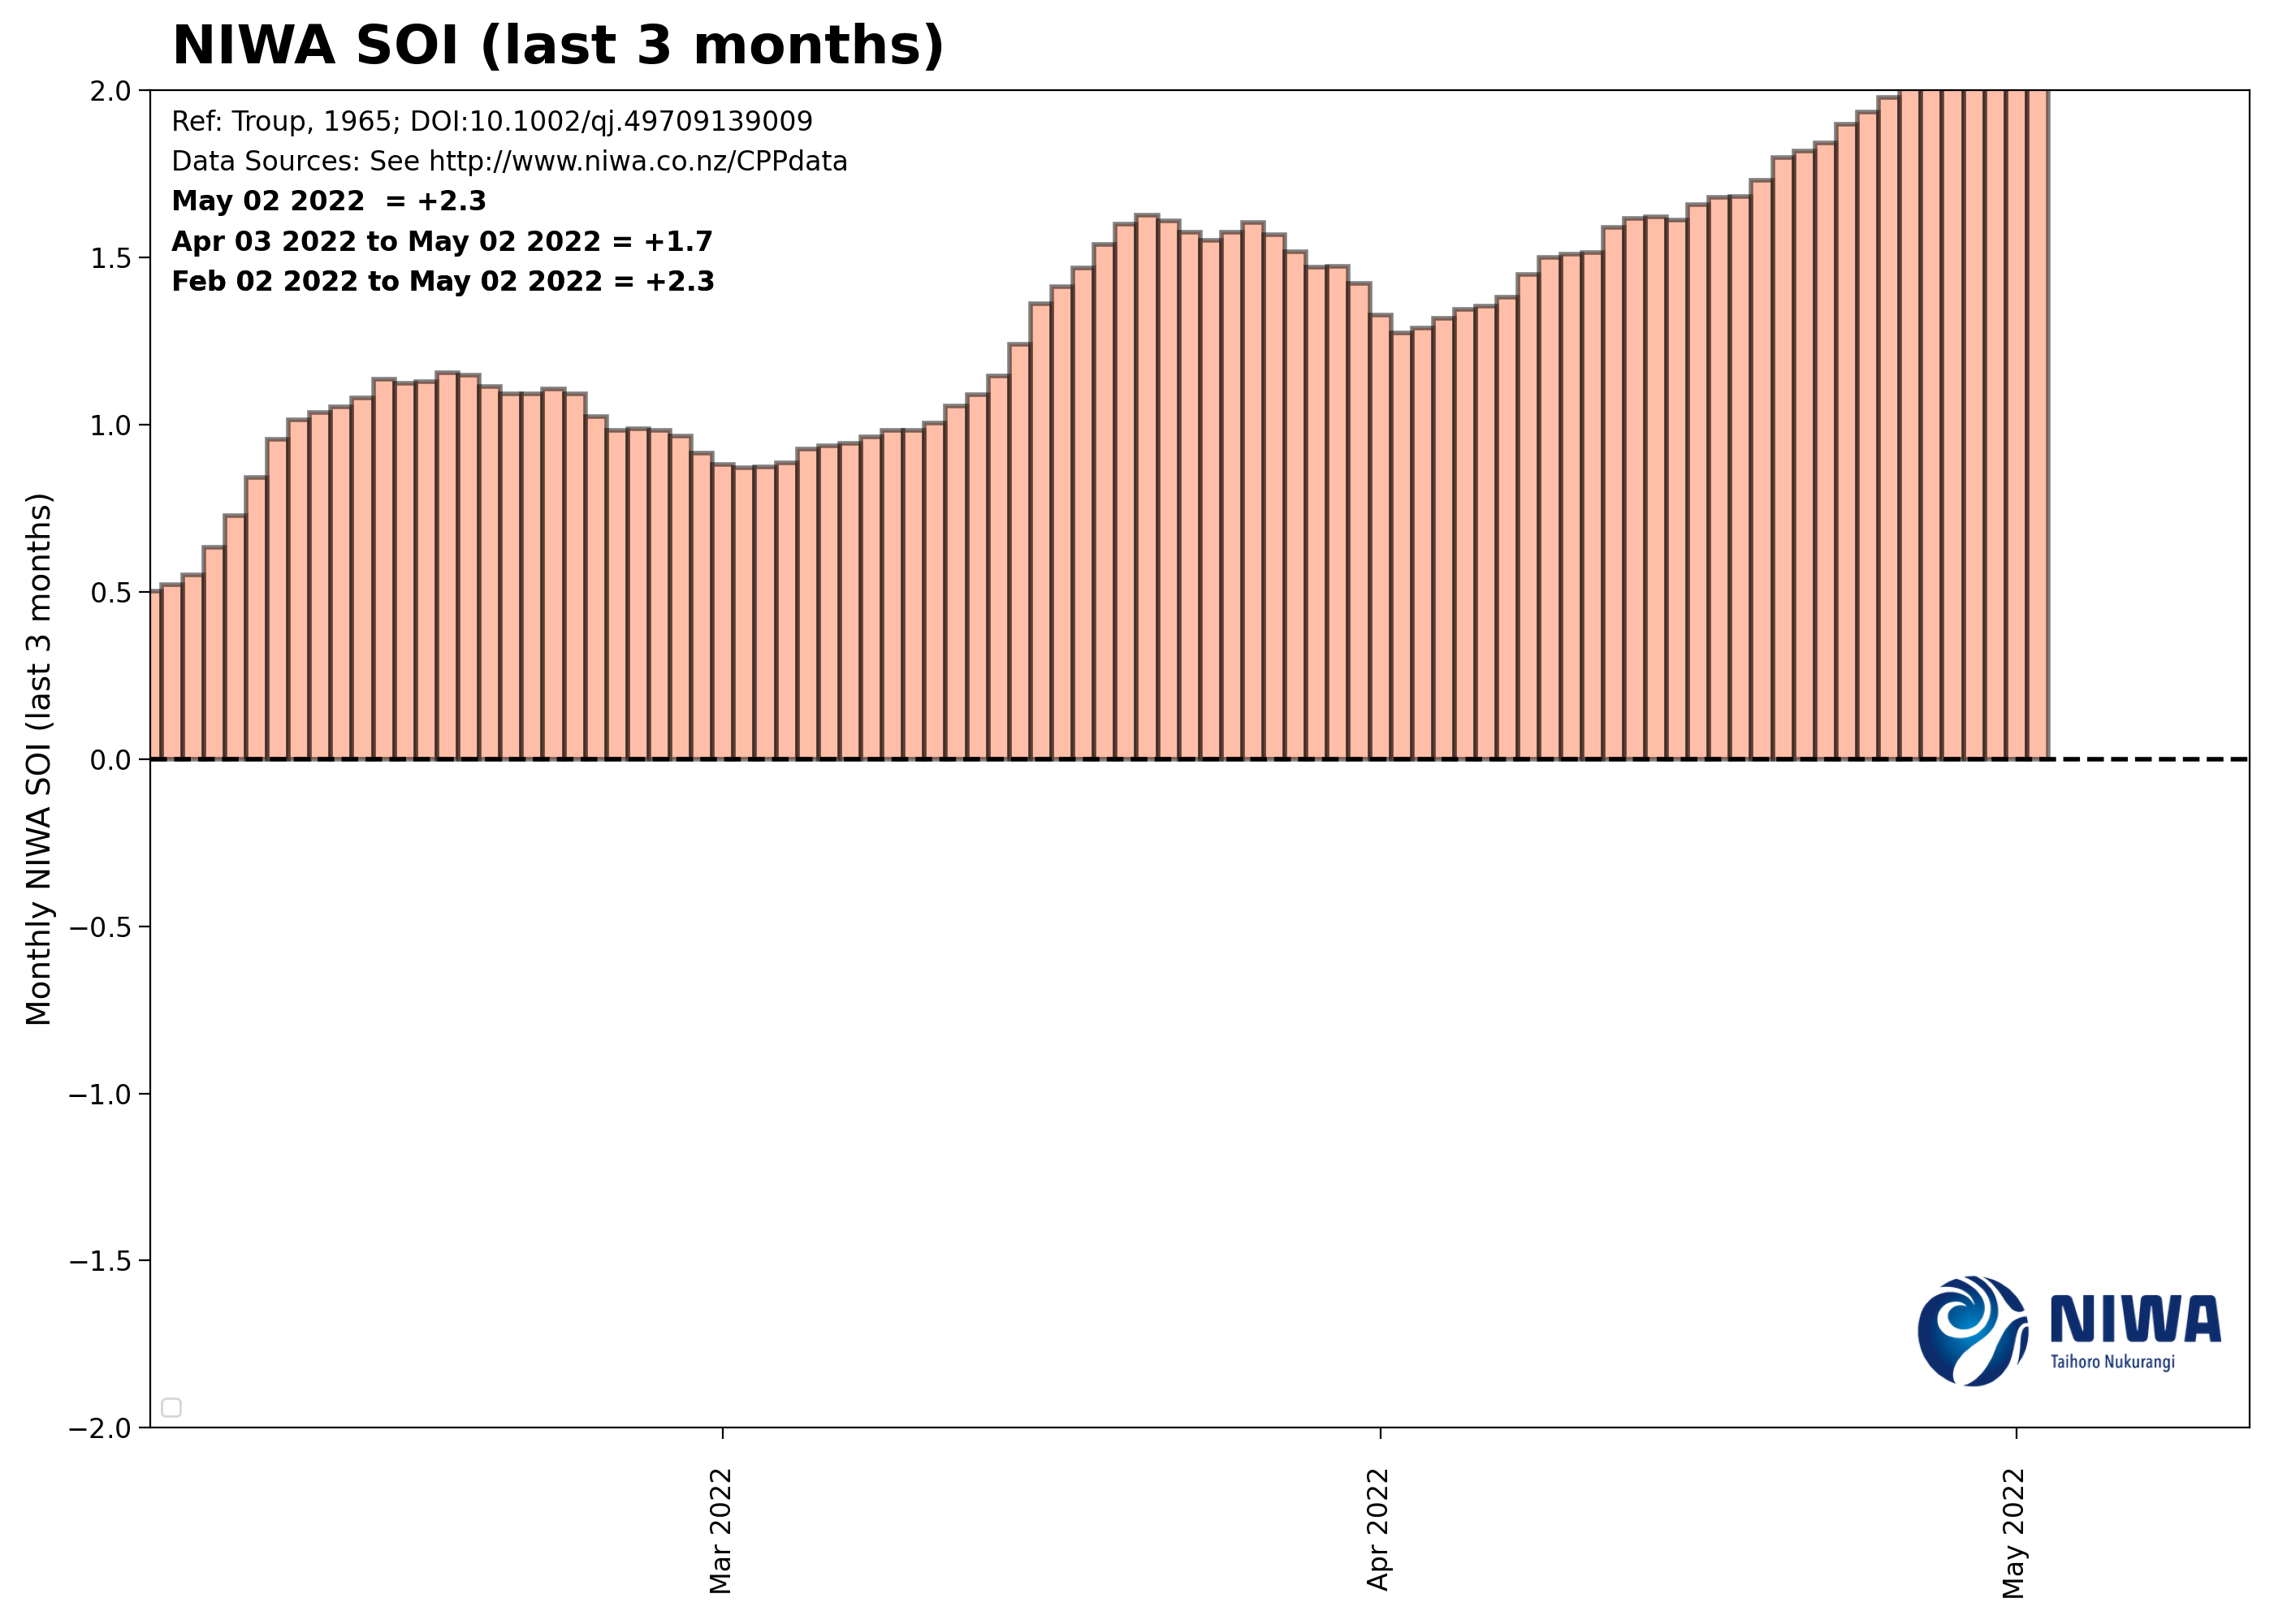 NIWA SOI (last 3 months)
Ref: Troup, 1965; DOI:10.1002/qj.49709139009
Data Sources: See http://www.niwa.co.nz/CPPdata
May 02 2022  = +2.3
Apr 03 2022 to May 02 2022 = +1.7
Feb 02 2022 to May 02 2022 = +2.3
Monthly NIWA SOI (last 3 months)
2.0
1.5
1.0
0.5
0.0
−0.5
−1.0
−1.5
−2.0
NIWA
Taihoro Nukurangi
Mar 2022
Apr 2022
May 2022